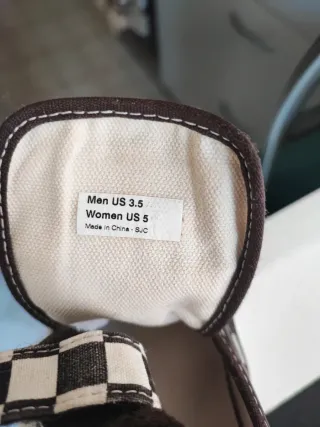 Men US 3.5
Women US 5
Made in China - SJC